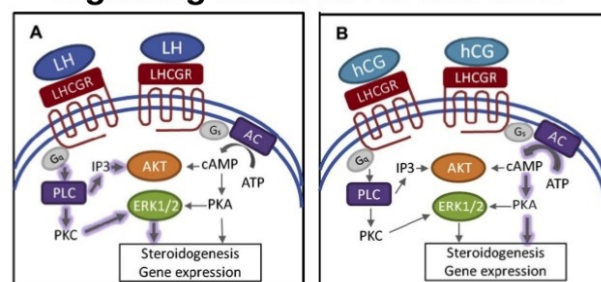 A
LH
LH
LHCGR
LHCGR
Gs
AC
Gq
IP3
AKT
cAMP
ATP
PLC
ERK1/2
PKA
PKC
Steroidogenesis
Gene expression
B
hCG
hCG
LHCGR
LHCGR
Gs
AC
Gq
IP3
AKT
cAMP
ATP
PLC
ERK1/2
PKA
PKC
Steroidogenesis
Gene expression